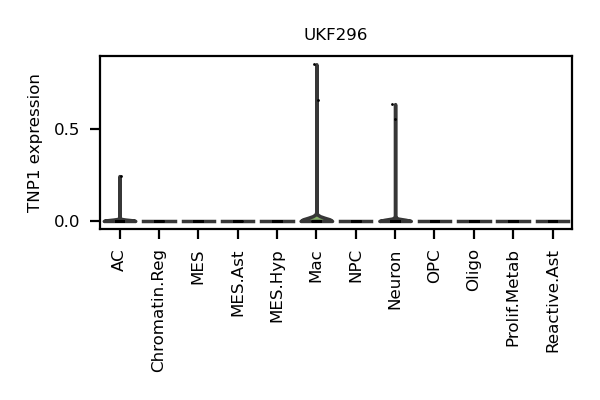 UKF296
TNP1 expression
0.5
0.0
AC
Chromatin.Reg
MES
MES.Ast
MES.Hyp
Mac
NPC
Neuron
OPC
Oligo
Prolif.Metab
Reactive.Ast